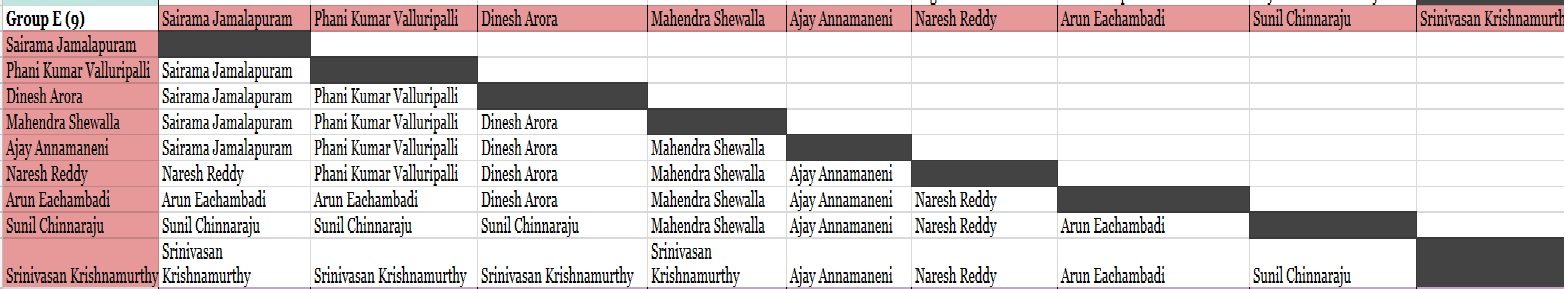 Group E (9) Sairama Jamalapuram Phani Kumar Valluripalli Dinesh Arora Mahendra Shewalla Ajay Annamaneni Naresh Reddy Arun Eachambadi Sunil Chinnaraju Srinivasan Krishnamurth
Sairama Jamalapuram
Phani Kumar Valluripalli Sairama Jamalapuram
Dinesh Arora Sairama Jamalapuram Phani Kumar Valluripalli
Mahendra Shewalla Sairama Jamalapuram Phani Kumar Valluripalli Dinesh Arora
Ajay Annamaneni Sairama Jamalapuram Phani Kumar Valluripalli Dinesh Arora Mahendra Shewalla
Naresh Reddy Naresh Reddy Phani Kumar Valluripalli Dinesh Arora Mahendra Shewalla Ajay Annamaneni
Arun Eachambadi Arun Eachambadi Arun Eachambadi Dinesh Arora Mahendra Shewalla Ajay Annamaneni Naresh Reddy
Sunil Chinnaraju Sunil Chinnaraju Sunil Chinnaraju Sunil Chinnaraju Mahendra Shewalla Ajay Annamaneni Naresh Reddy Arun Eachambadi
Srinivasan Srinivasan
Srinivasan Krishnamurthy Krishnamurthy Srinivasan Krishnamurthy Srinivasan Krishnamurthy Krishnamurthy Ajay Annamaneni Naresh Reddy Arun Eachambadi Sunil Chinnaraju